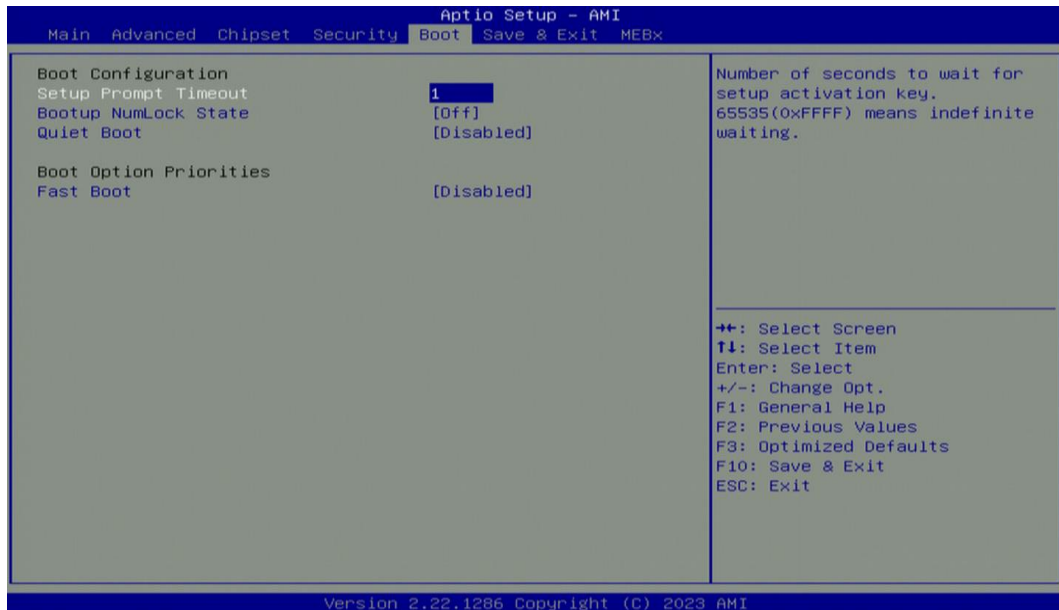 Aptio Setup – AMI
Main Advanced Chipset Security Boot Save & Exit MEBx
Boot Configuration
Setup Prompt Timeout 1
Bootup NumLock State [Off]
Quiet Boot [Disabled]
Boot Option Priorities
Fast Boot [Disabled]
Number of seconds to wait for
setup activation key.
65535(0xFFFF) means indefinite
waiting.
→←: Select Screen
↑↓: Select Item
Enter: Select
+/-: Change Opt.
F1: General Help
F2: Previous Values
F3: Optimized Defaults
F10: Save & Exit
ESC: Exit
Version 2.22.1286 Copyright (C) 2023 AMI